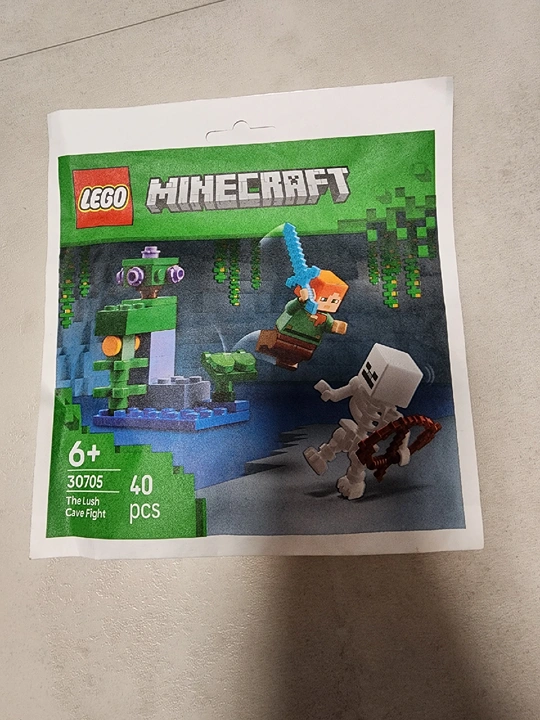 LEGO
MINECRAFT
6+
30705
The Lush
Cave Fight
40
pcs